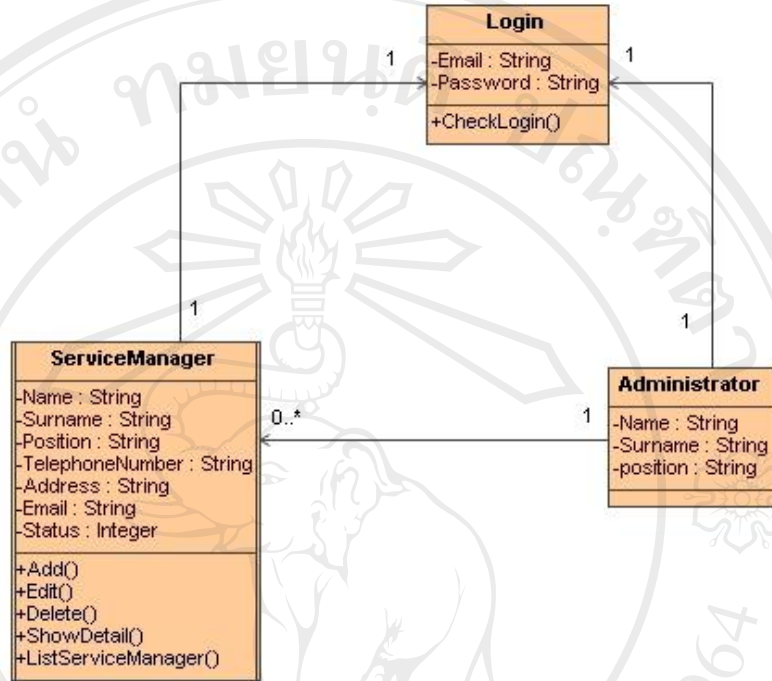 Login
-Email : String
-Password : String
+CheckLogin()
1
1
1
1
ServiceManager
-Name : String
-Surname : String
-Position : String
-TelephoneNumber : String
-Address : String
-Email : String
-Status : Integer
+Add()
+Edit()
+Delete()
+ShowDetail()
+ListServiceManager()
0..*
1
Administrator
-Name : String
-Surname : String
-position : String
964